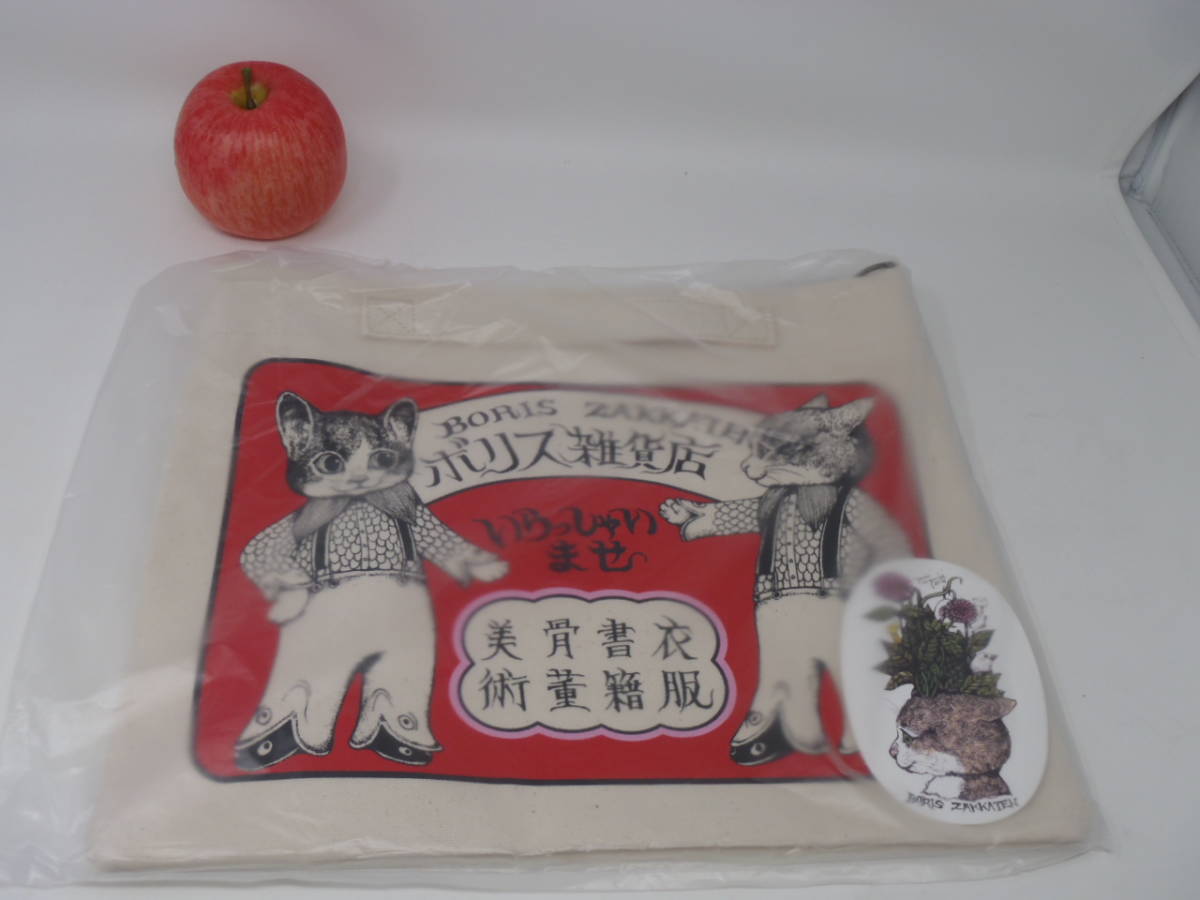 BORIS ZAKKATEN
ボリス雑貨店
いらっしゃい
ませ
美骨書衣
術董籍服
BORIS ZAKKATEN